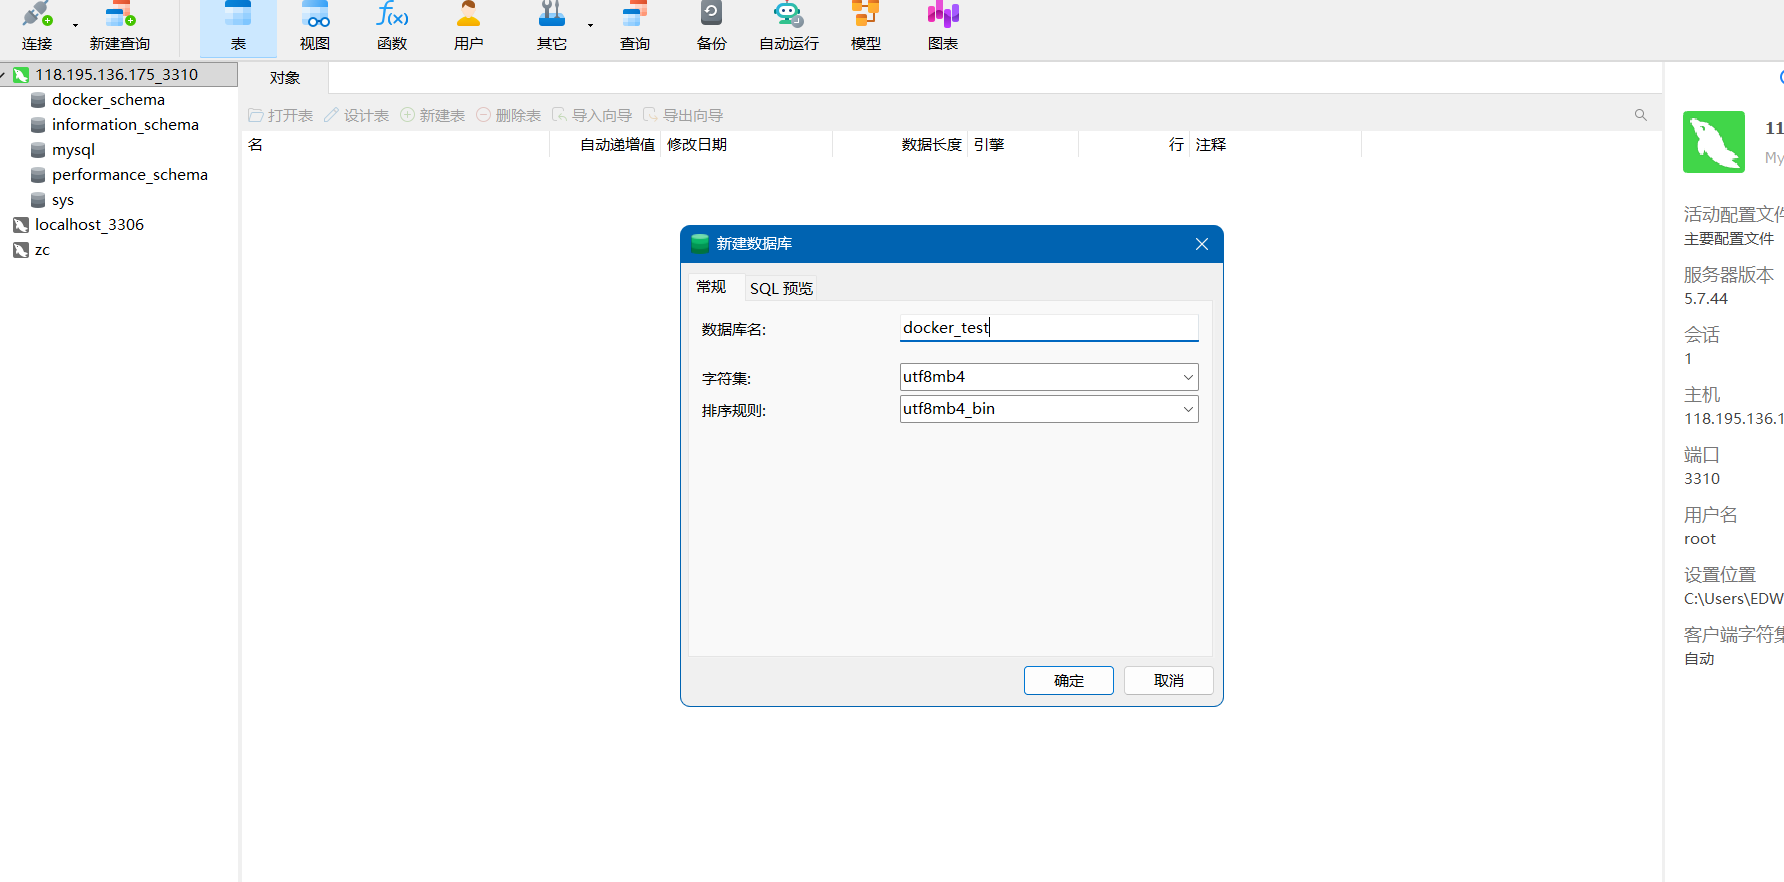 连接
新建查询
表
视图
函数
用户
其它
查询
备份
自动运行
模型
图表
118.195.136.175_3310
docker_schema
information_schema
mysql
performance_schema
sys
localhost_3306
zc
对象
打开表 设计表 新建表 删除表 导入向导 导出向导
名 自动递增值 修改日期 数据长度 引擎 行 注释
新建数据库
常规 SQL 预览
数据库名: docker_test
字符集: utf8mb4
排序规则: utf8mb4_bin
确定 取消
11
My
活动配置文件
主要配置文件
服务器版本
5.7.44
会话
1
主机
118.195.136.1
端口
3310
用户名
root
设置位置
C:\Users\EDW
客户端字符集
自动